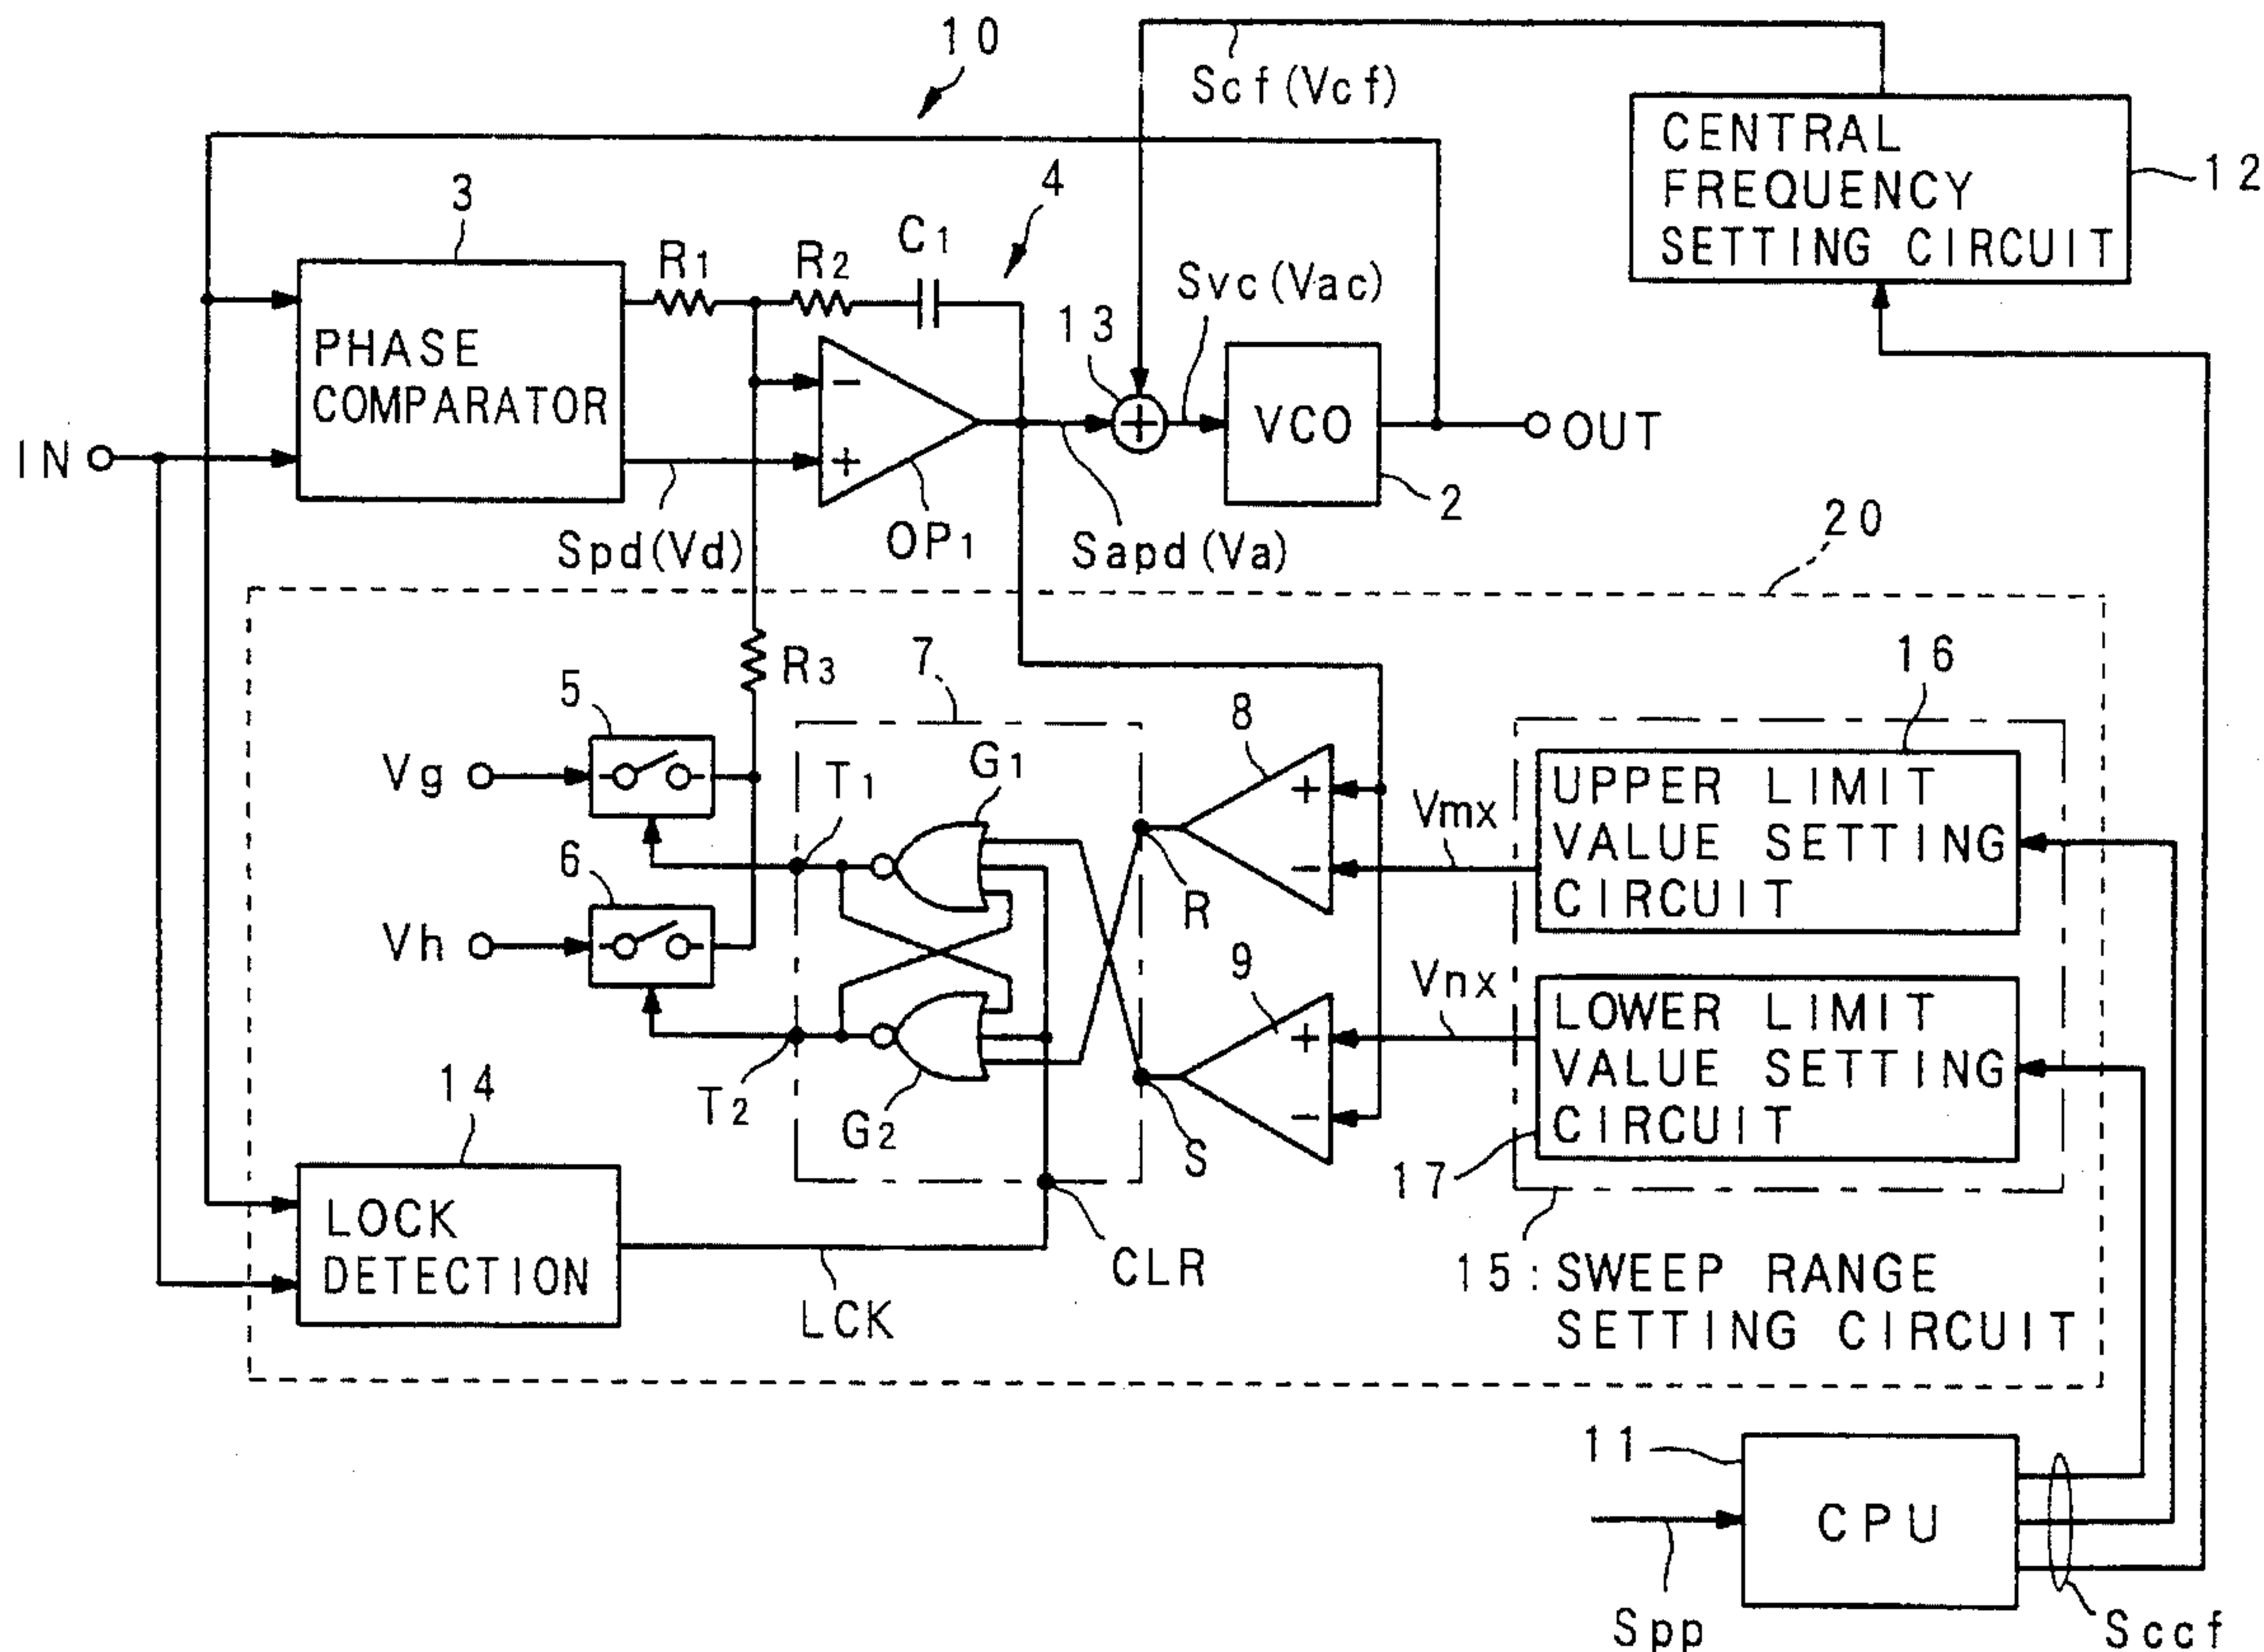 10
Scf(Vcf)
CENTRAL
FREQUENCY
SETTING CIRCUIT
12
3
R1
R2
C1
4
13
Svc(Vac)
PHASE
COMPARATOR
−
+
OP1
+
VCO
2
OUT
IN
Spd(Vd)
Sapd(Va)
20
R3
7
16
5
Vg
T1
G1
8
+
−
R
Vmx
UPPER LIMIT
VALUE SETTING
CIRCUIT
6
Vh
T2
G2
9
+
−
S
Vnx
LOWER LIMIT
VALUE SETTING
CIRCUIT
17
14
LOCK
DETECTION
LCK
CLR
15:SWEEP RANGE
SETTING CIRCUIT
11
CPU
Spp
Sccf